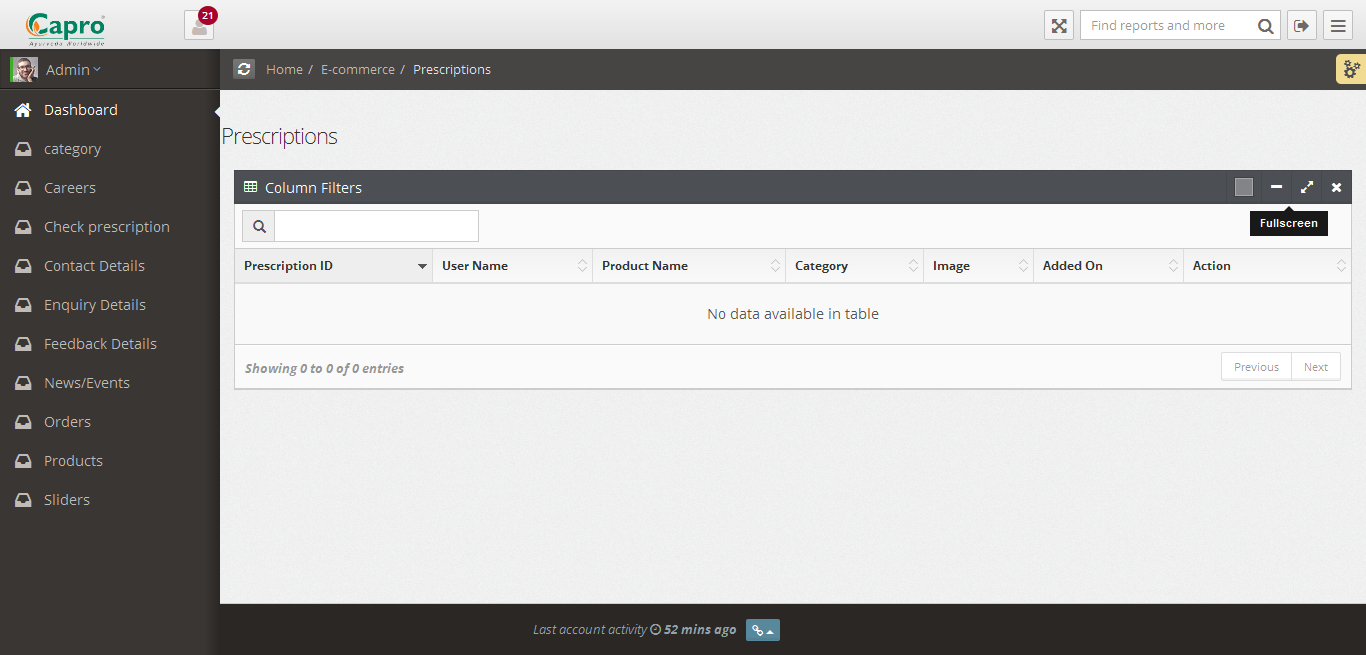 Capro
Ayurveda Worldwide
21
Find reports and more
Admin
Home / E-commerce / Prescriptions
Dashboard
category
Careers
Check prescription
Contact Details
Enquiry Details
Feedback Details
News/Events
Orders
Products
Sliders
Prescriptions
Column Filters
Fullscreen
Prescription ID User Name Product Name Category Image Added On Action
No data available in table
Showing 0 to 0 of 0 entries
Previous Next
Last account activity 52 mins ago